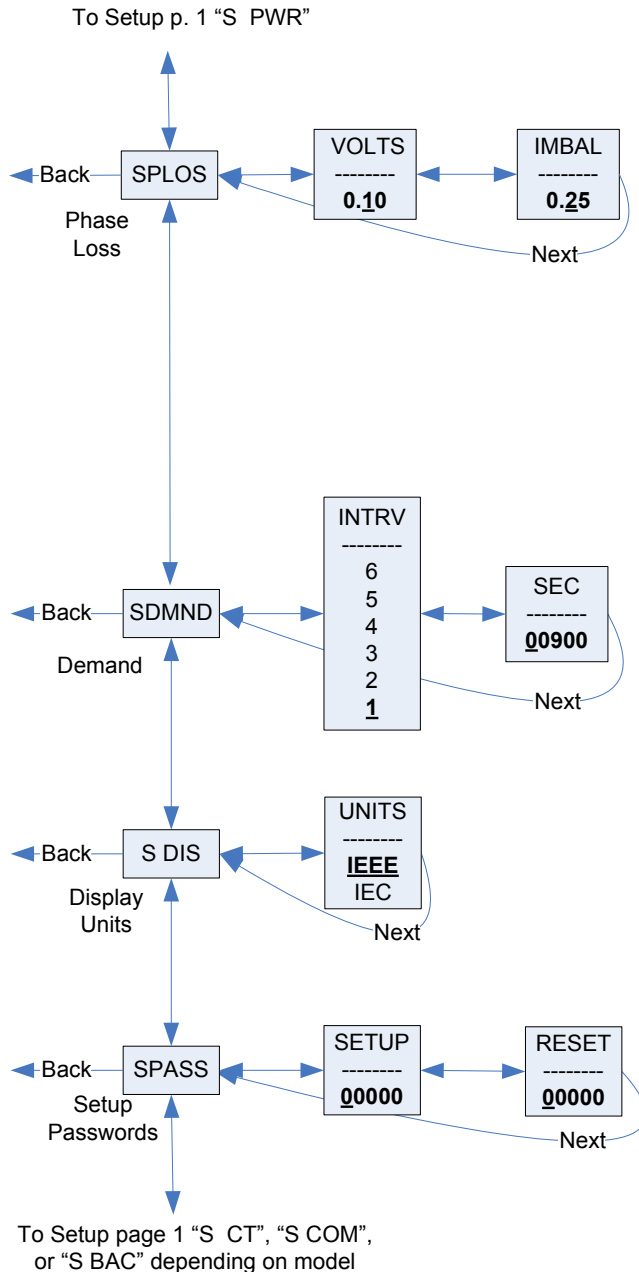 To Setup p. 1 “S PWR”
Back
SPLOS
Phase
Loss
VOLTS
--------
0.10
IMBAL
--------
0.25
Next
Back
SDMND
Demand
INTRV
--------
6
5
4
3
2
1
SEC
--------
00900
Next
Back
S DIS
Display
Units
UNITS
--------
IEEE
IEC
Next
Back
SPASS
Setup
Passwords
SETUP
--------
00000
RESET
--------
00000
Next
To Setup page 1 “S CT”, “S COM”,
or “S BAC” depending on model